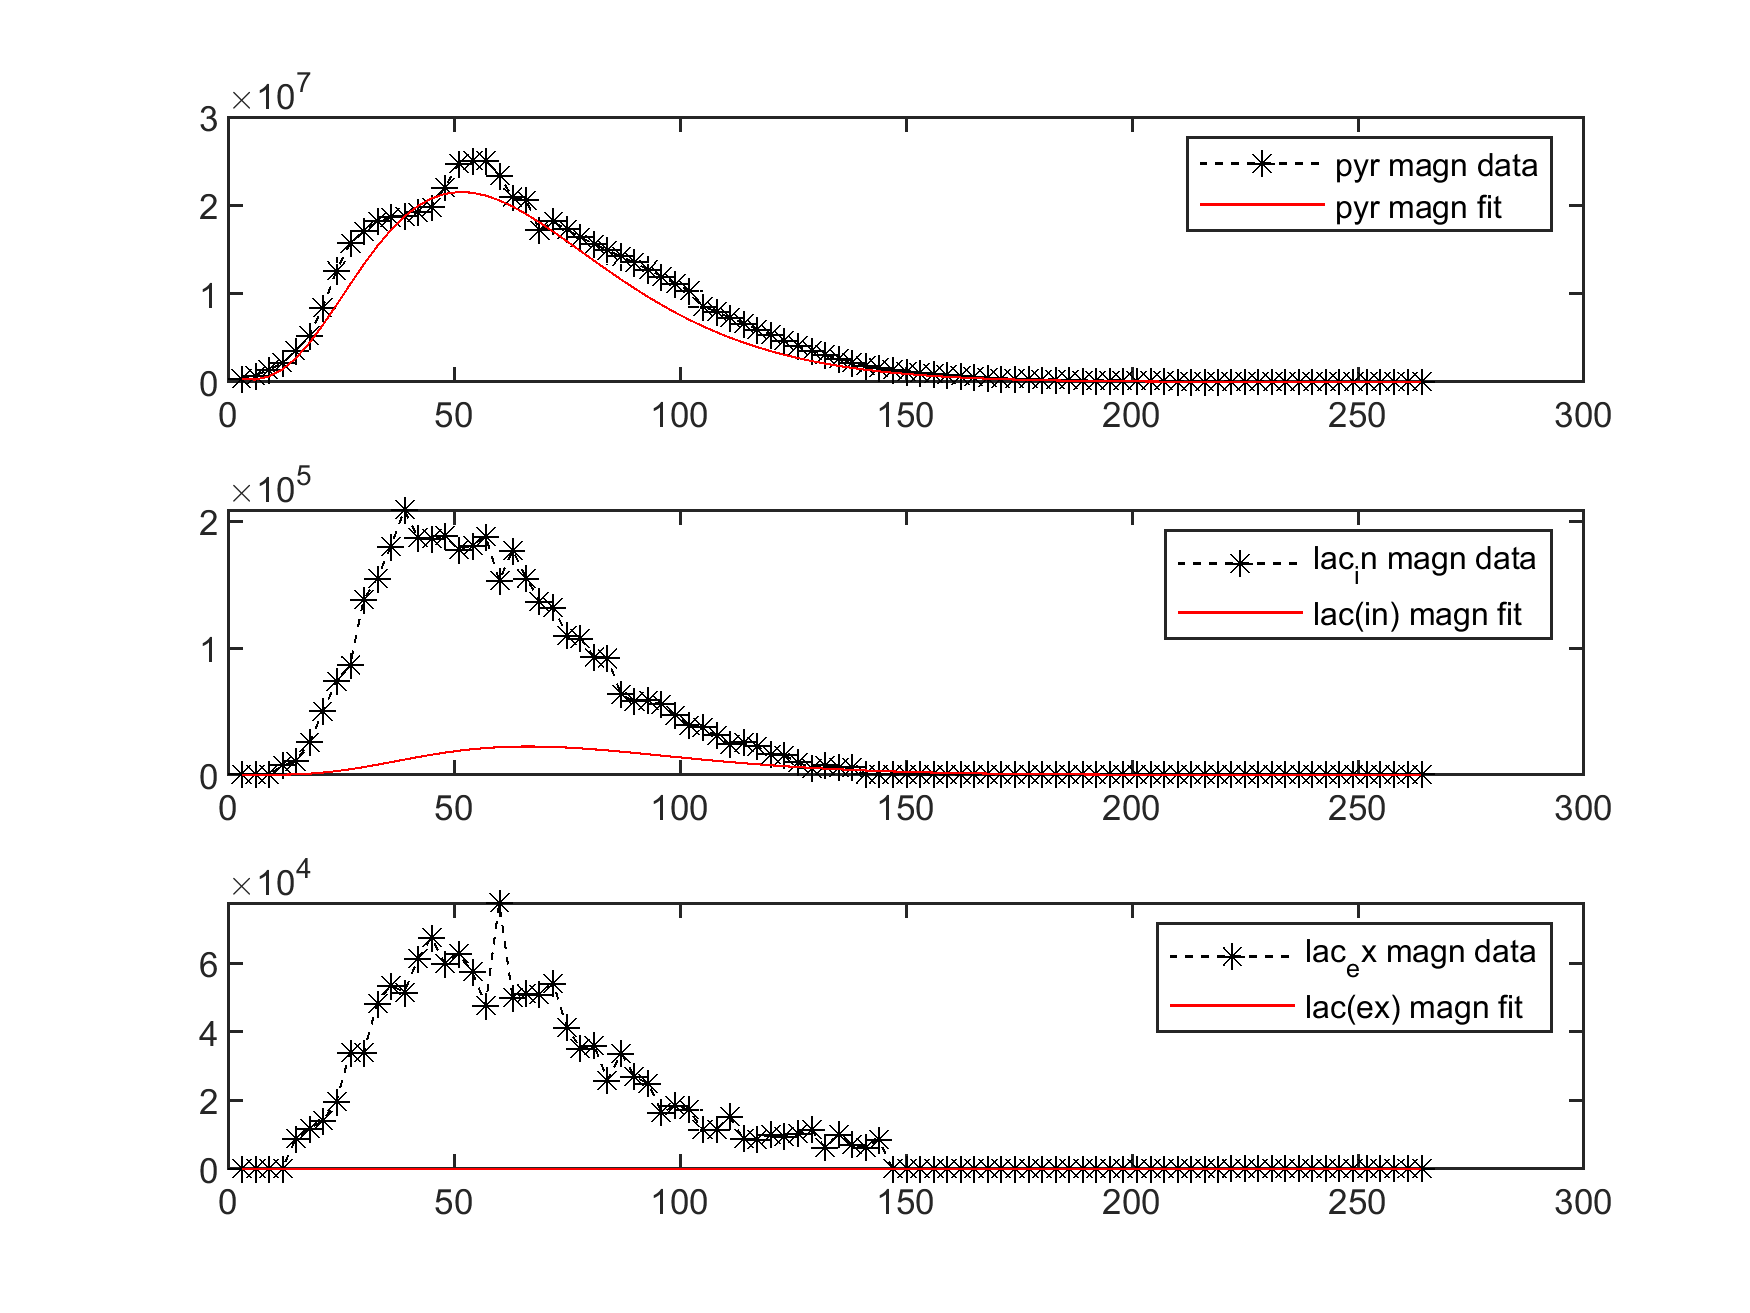 ×10^7
3
2
1
0
0 50 100 150 200 250 300
pyr magn data
pyr magn fit
×10^5
2
1
0
0 50 100 150 200 250 300
lac_in magn data
lac(in) magn fit
×10^4
6
4
2
0
0 50 100 150 200 250 300
lac_ex magn data
lac(ex) magn fit